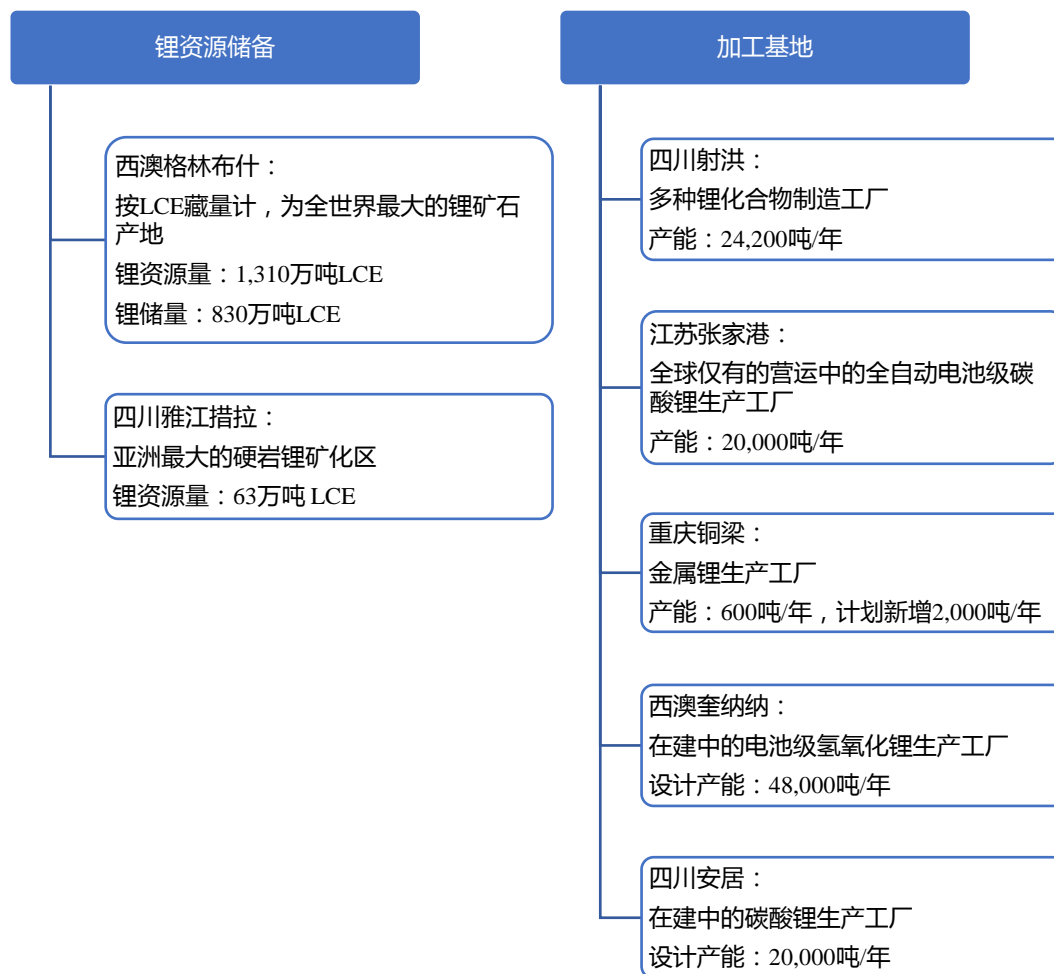 锂资源储备
西澳格林布什：
按LCE藏量计，为全世界最大的锂矿石
产地
锂资源量：1,310万吨LCE
锂储量：830万吨LCE
四川雅江措拉：
亚洲最大的硬岩锂矿化区
锂资源量：63万吨 LCE
加工基地
四川射洪：
多种锂化合物制造工厂
产能：24,200吨/年
江苏张家港：
全球仅有的营运中的全自动电池级碳
酸锂生产工厂
产能：20,000吨/年
重庆铜梁：
金属锂生产工厂
产能：600吨/年，计划新增2,000吨/年
西澳奎纳纳：
在建中的电池级氢氧化锂生产工厂
设计产能：48,000吨/年
四川安居：
在建中的碳酸锂生产工厂
设计产能：20,000吨/年